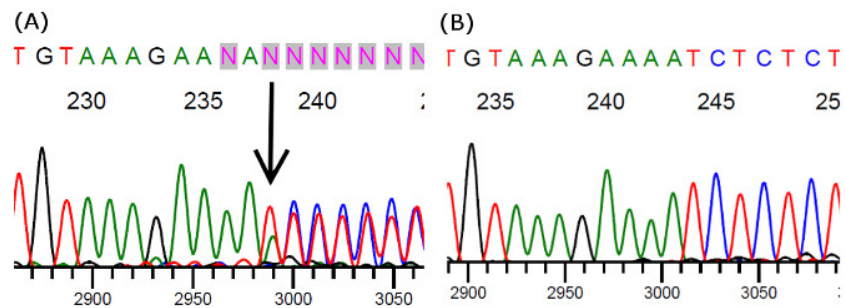 (A)
TGTAAAGAANANNNNNNN
230 235 240
2900 2950 3000 3050
(B)
TGTAAAGAAAATCTCTCT
235 240 245 25
2900 2950 3000 3050